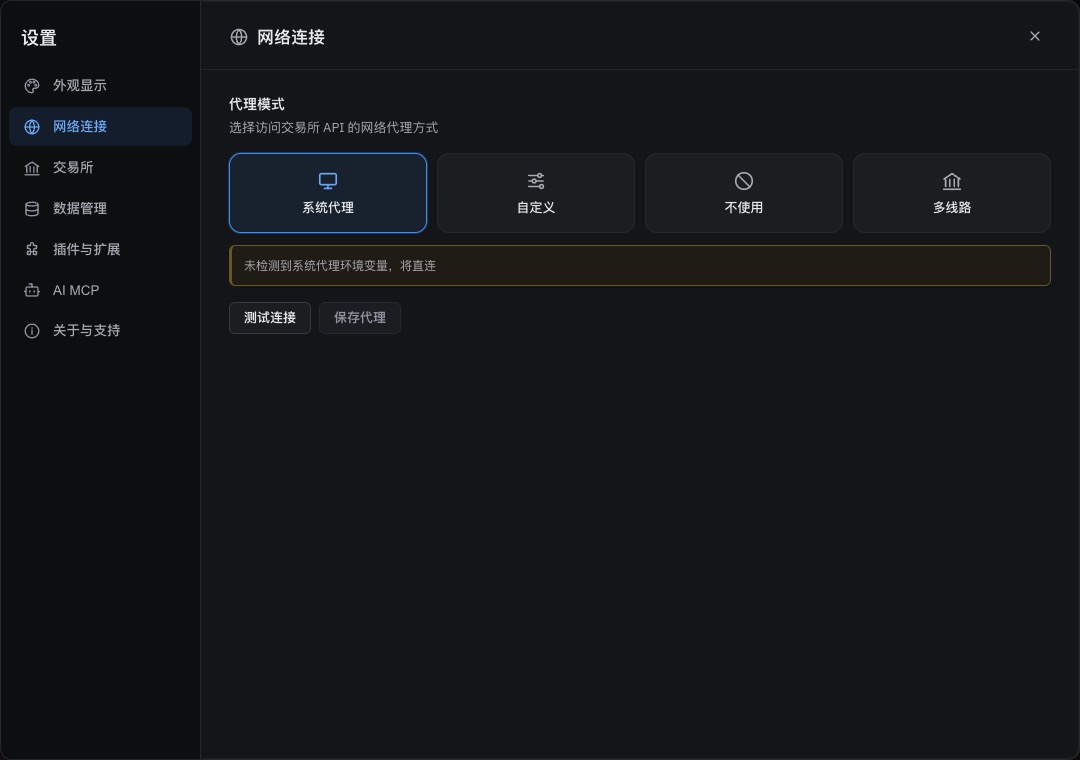 设置
外观显示
网络连接
交易所
数据管理
插件与扩展
AI MCP
关于与支持
网络连接
代理模式
选择访问交易所 API 的网络代理方式
系统代理
自定义
不使用
多线路
未检测到系统代理环境变量，将直连
测试连接
保存代理